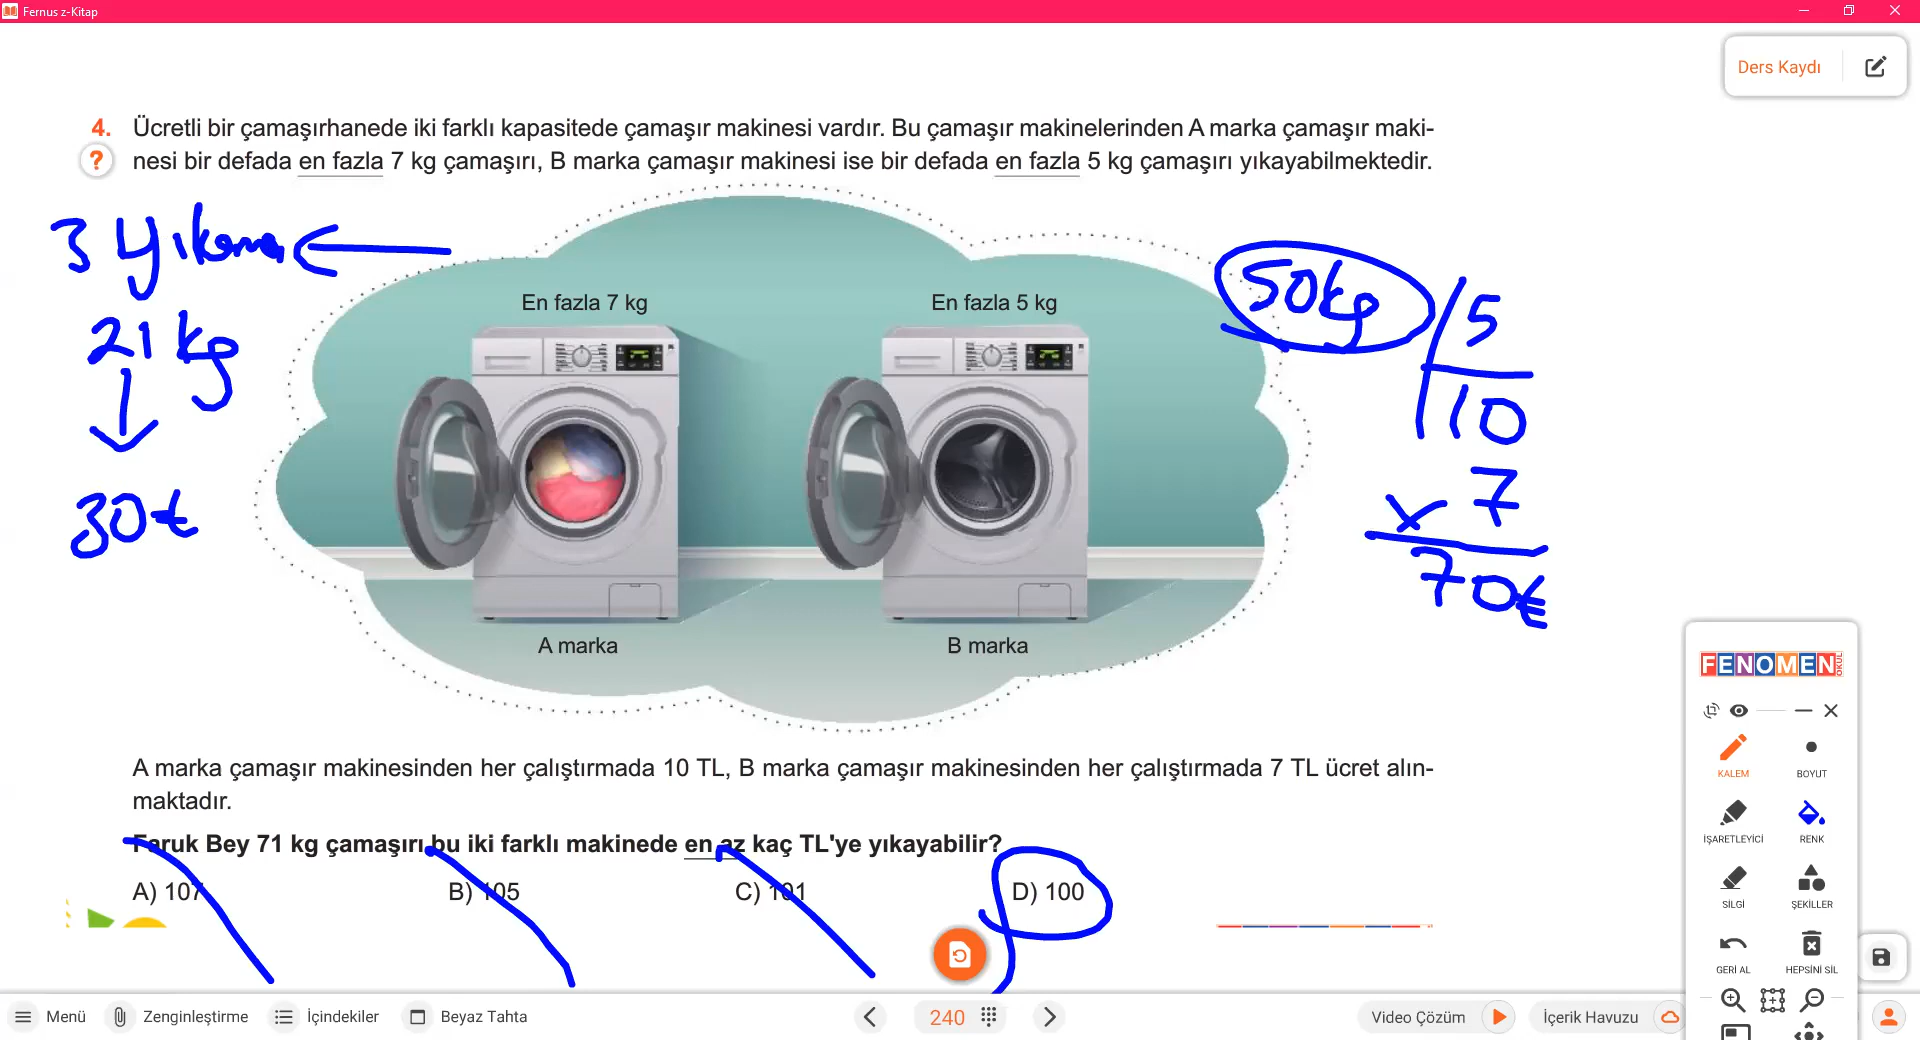 Fernus z-Kitap
Ders Kaydı
4. Ücretli bir çamaşırhanede iki farklı kapasitede çamaşır makinesi vardır. Bu çamaşır makinelerinden A marka çamaşır maki-
? nesi bir defada en fazla 7 kg çamaşırı, B marka çamaşır makinesi ise bir defada en fazla 5 kg çamaşırı yıkayabilmektedir.
3 yıkama
21 kg
30₺
En fazla 7 kg
En fazla 5 kg
50kg
5
10
x 7
70₺
A marka
B marka
A marka çamaşır makinesinden her çalıştırmada 10 TL, B marka çamaşır makinesinden her çalıştırmada 7 TL ücret alın-
maktadır.
Faruk Bey 71 kg çamaşırı bu iki farklı makinede en az kaç TL'ye yıkayabilir?
A) 107 B) 105 C) 101 D) 100
FENOMEN OKUL
KALEM BOYUT
İŞARETLEYİCİ RENK
SİLGİ ŞEKİLLER
GERİ AL HEPSİNİ SİL
Menü Zenginleştirme İçindekiler Beyaz Tahta 240 Video Çözüm İçerik Havuzu